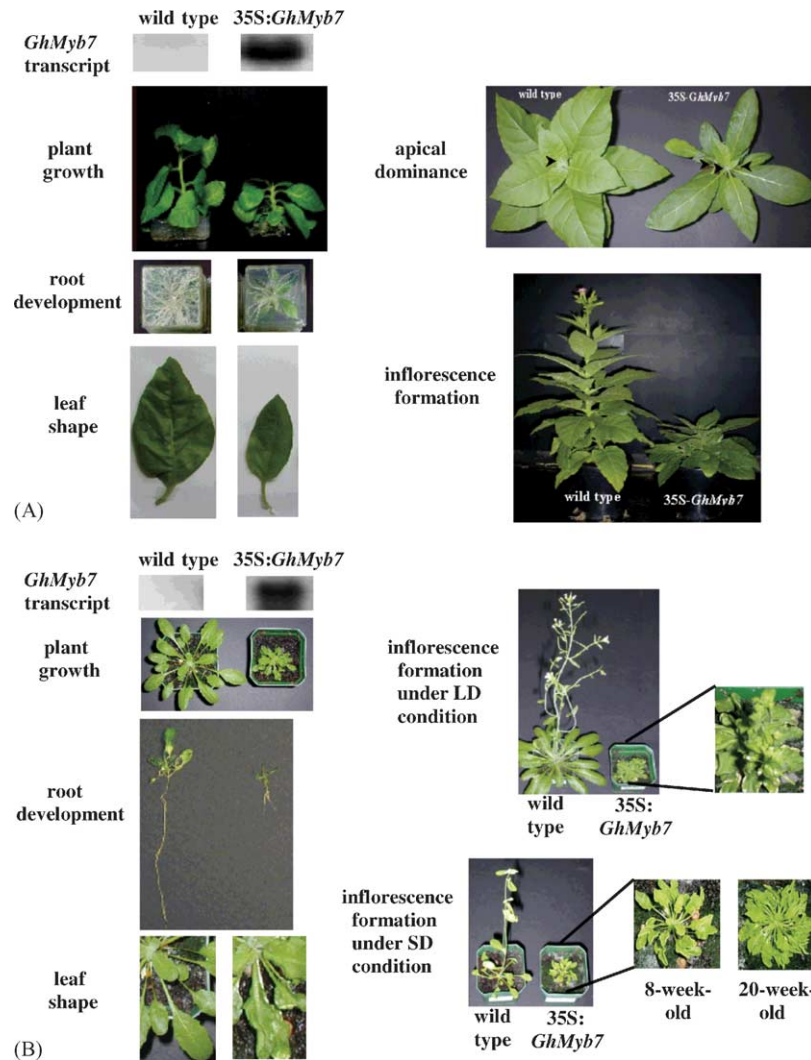 wild type 35S:GhMyb7
GhMyb7
transcript
plant
growth
root
development
leaf
shape
(A)
wild type
35S-GhMyb7
apical
dominance
inflorescence
formation
wild type
35S-GhMyb7
wild type 35S:GhMyb7
GhMyb7
transcript
plant
growth
root
development
leaf
shape
(B)
inflorescence
formation
under LD
condition
wild
type
35S:
GhMyb7
inflorescence
formation
under SD
condition
wild
type
35S:
GhMyb7
8-week-
old
20-week-
old